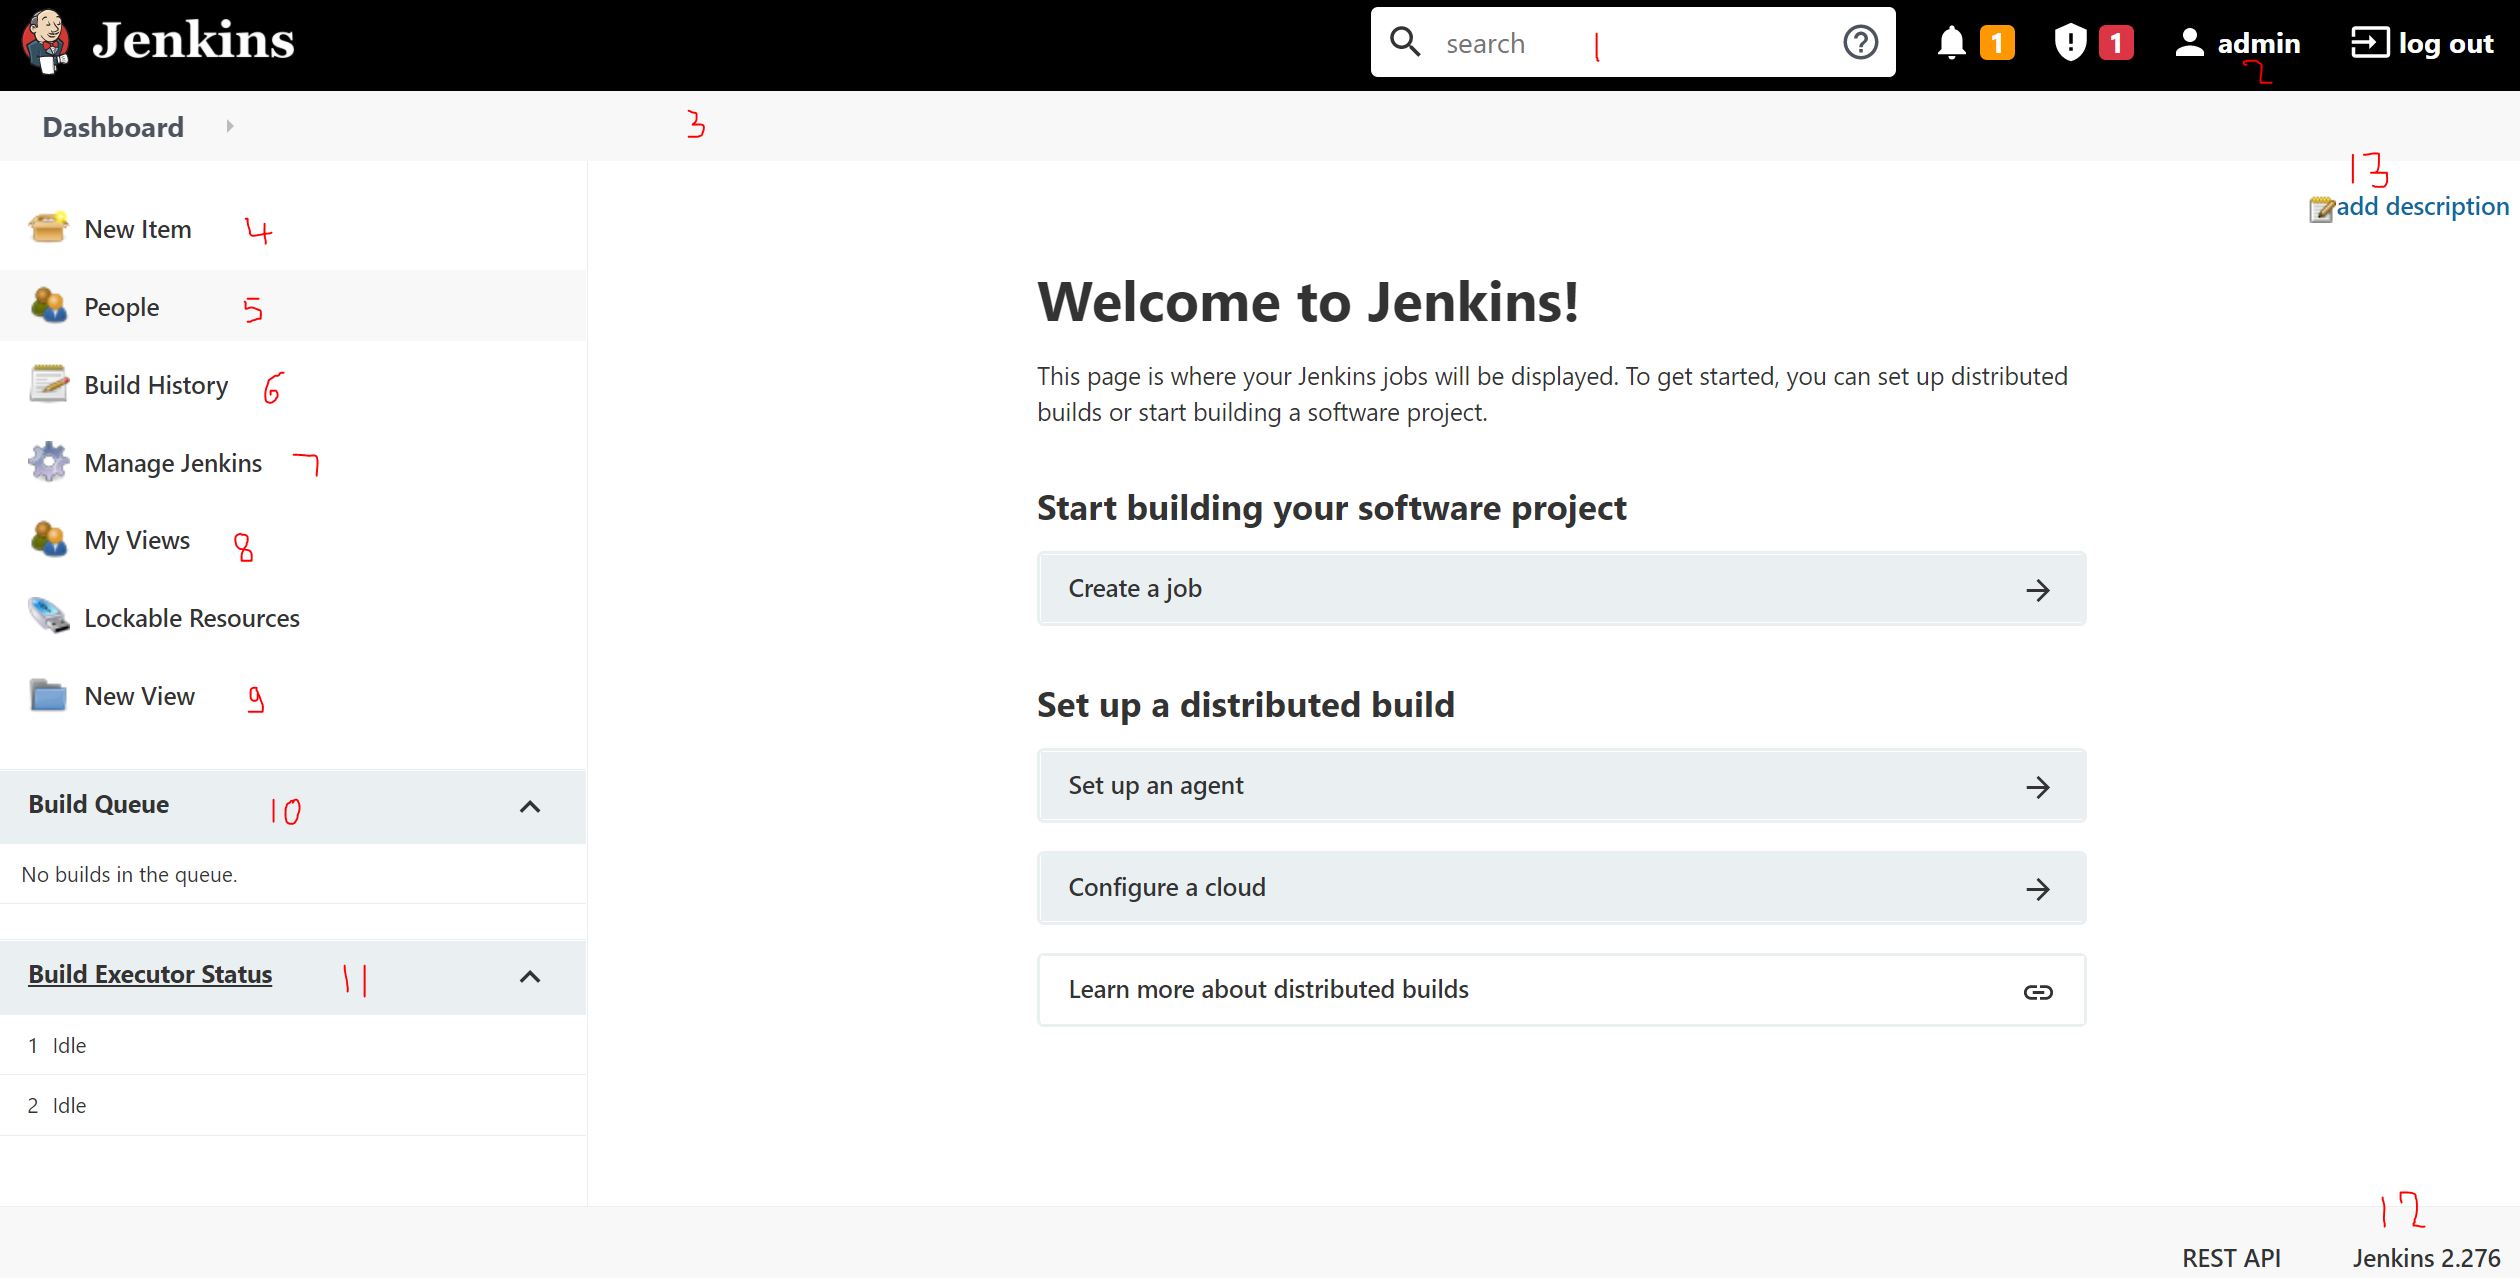 Jenkins
search 1
1
1
admin
2
log out
Dashboard
3
13
add description
New Item 4
People 5
Build History 6
Manage Jenkins 7
My Views 8
Lockable Resources
New View 9
Build Queue 10
No builds in the queue.
Build Executor Status 11
1 Idle
2 Idle
Welcome to Jenkins!
This page is where your Jenkins jobs will be displayed. To get started, you can set up distributed
builds or start building a software project.
Start building your software project
Create a job
Set up a distributed build
Set up an agent
Configure a cloud
Learn more about distributed builds
12
REST API
Jenkins 2.276